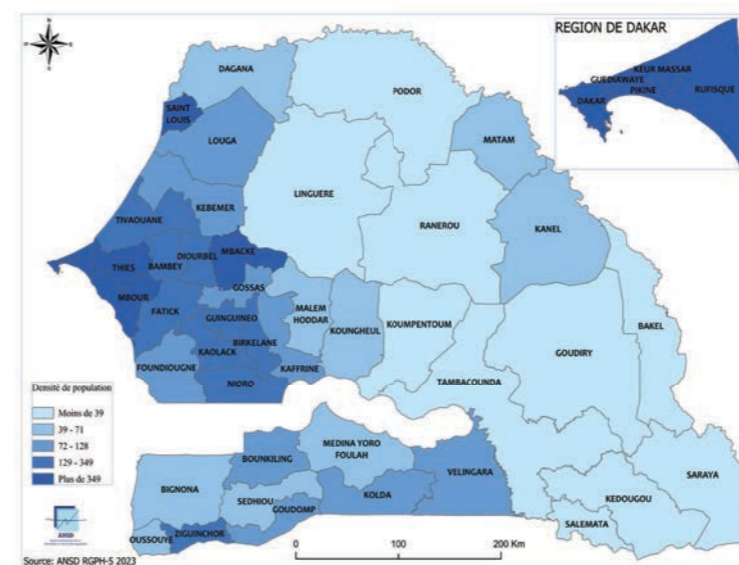 REGION DE DAKAR
KEUR MASSAR
GUEDIAWAYE
PIKINE
RUFISQUE
DAKAR
DAGANA
PODOR
SAINT
LOUIS
LOUGA
MATAM
LINGUERE
KEBEMER
RANEROU
KANEL
TIVAOUANE
DIOURBEL
MBACKE
THIES
BAMBEY
GOSSAS
MBOUR
FATICK
GUINGUINEO
MALEM
HODDAR
KOUNGHEUL
KOUMPENTOUM
BAKEL
GOUDIRY
KAOLACK
BIRKELANE
FOUNDIOUGNE
KAFFRINE
NIORO
TAMBACOUNDA
Densité de population
Moins de 39
39 - 71
72 - 128
129 - 349
Plus de 349
MEDINA YORO
FOULAH
BOUNKILING
VELINGARA
BIGNONA
SEDHIOU
KOLDA
GOUDOMP
OUSSOUYE
ZIGUINCHOR
SARAYA
KEDOUGOU
SALEMATA
ANSD
0 100 200 Km
Source: ANSD RGPH-5 2023